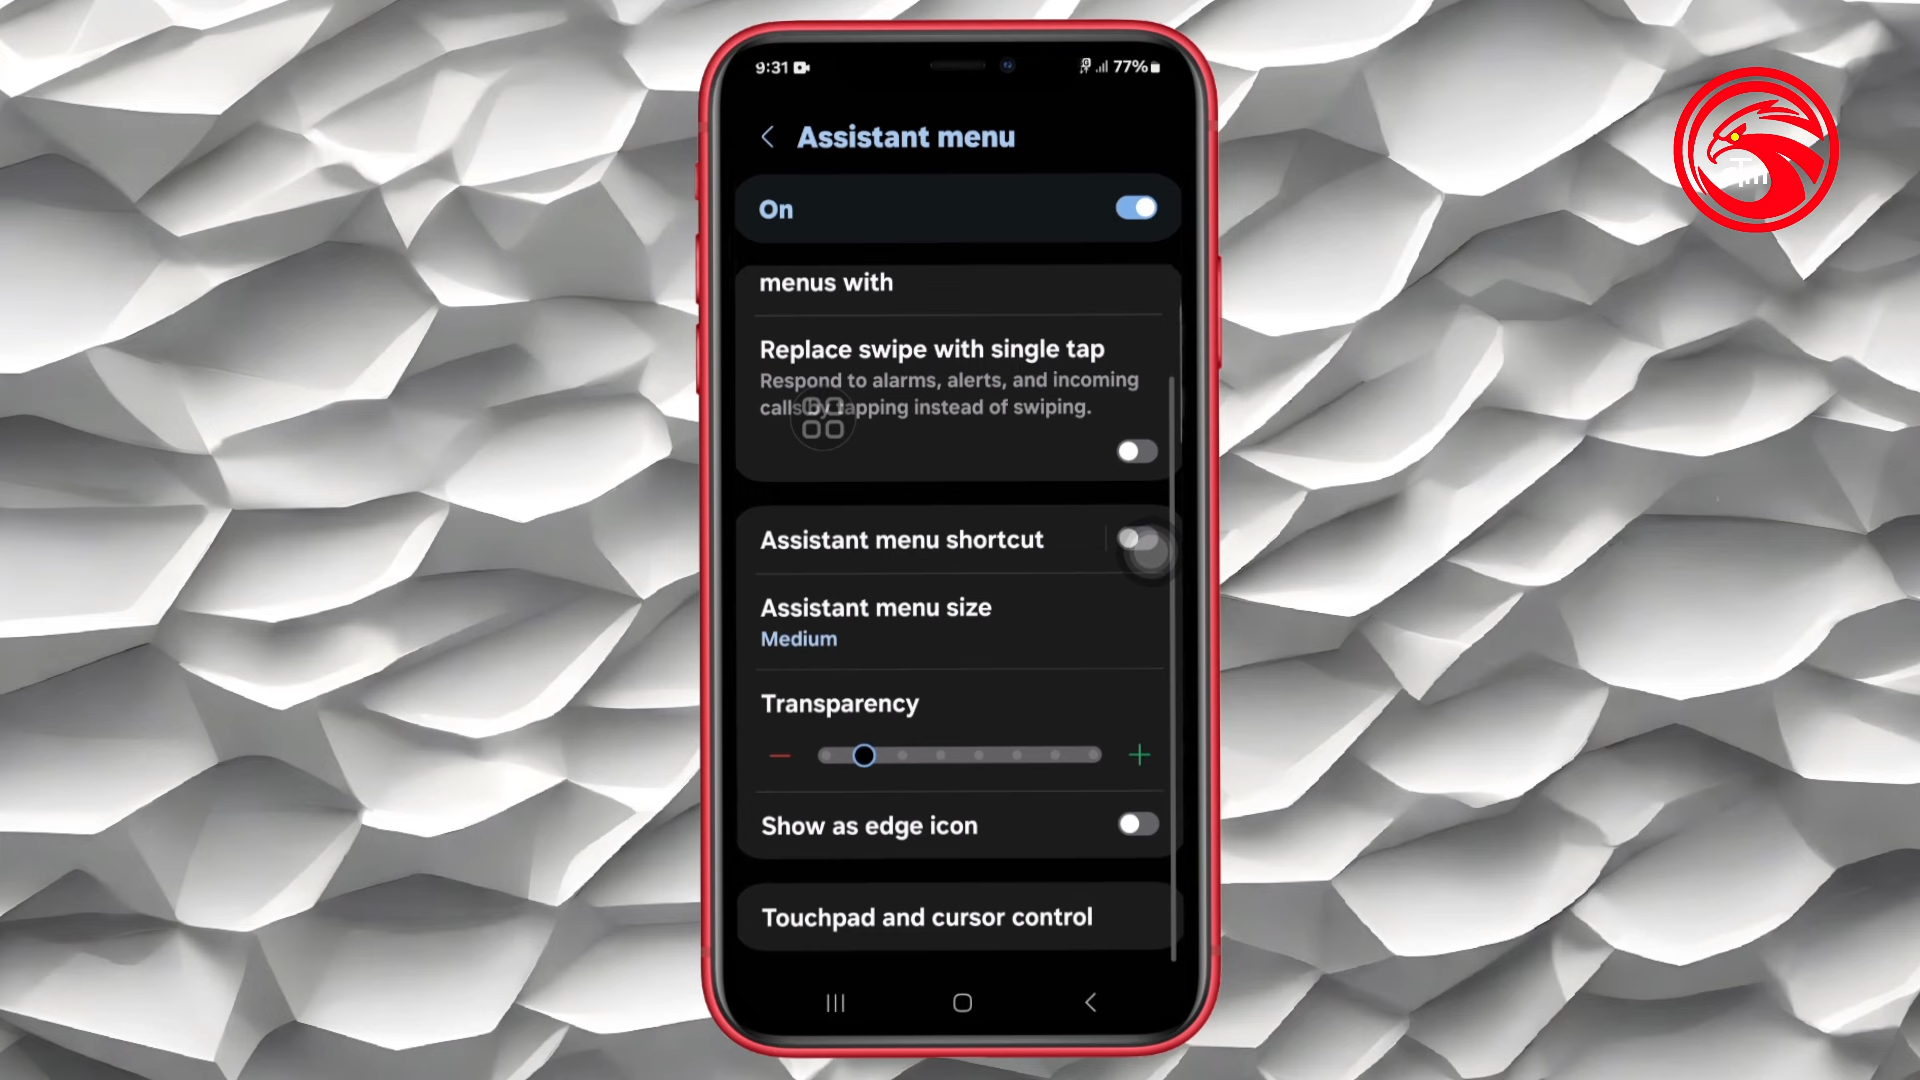 9:31
77%
Assistant menu
On
menus with
Replace swipe with single tap
Respond to alarms, alerts, and incoming
calls by tapping instead of swiping.
Assistant menu shortcut
Assistant menu size
Medium
Transparency
Show as edge icon
Touchpad and cursor control